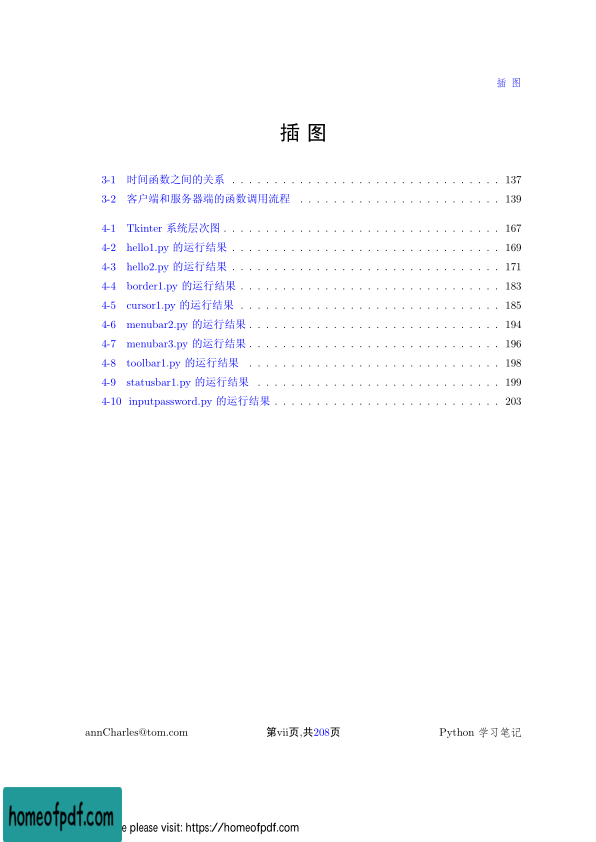 插 图
插 图
3-1 时间函数之间的关系 . . . . . . . . . . . . . . . . . . . . . . . . . . . . . . . 137
3-2 客户端和服务器端的函数调用流程 . . . . . . . . . . . . . . . . . . . . . . . 139
4-1 Tkinter 系统层次图 . . . . . . . . . . . . . . . . . . . . . . . . . . . . . . . . 167
4-2 hello1.py 的运行结果 . . . . . . . . . . . . . . . . . . . . . . . . . . . . . . . 169
4-3 hello2.py 的运行结果 . . . . . . . . . . . . . . . . . . . . . . . . . . . . . . . 171
4-4 border1.py 的运行结果 . . . . . . . . . . . . . . . . . . . . . . . . . . . . . . 183
4-5 cursor1.py 的运行结果 . . . . . . . . . . . . . . . . . . . . . . . . . . . . . . 185
4-6 menubar2.py 的运行结果 . . . . . . . . . . . . . . . . . . . . . . . . . . . . . 194
4-7 menubar3.py 的运行结果 . . . . . . . . . . . . . . . . . . . . . . . . . . . . . 196
4-8 toolbar1.py 的运行结果 . . . . . . . . . . . . . . . . . . . . . . . . . . . . . 198
4-9 statusbar1.py 的运行结果 . . . . . . . . . . . . . . . . . . . . . . . . . . . . 199
4-10 inputpassword.py 的运行结果 . . . . . . . . . . . . . . . . . . . . . . . . . . 203
annCharles@tom.com 第vii页,共208页 Python 学习笔记
homeofpdf.com
please visit: https://homeofpdf.com